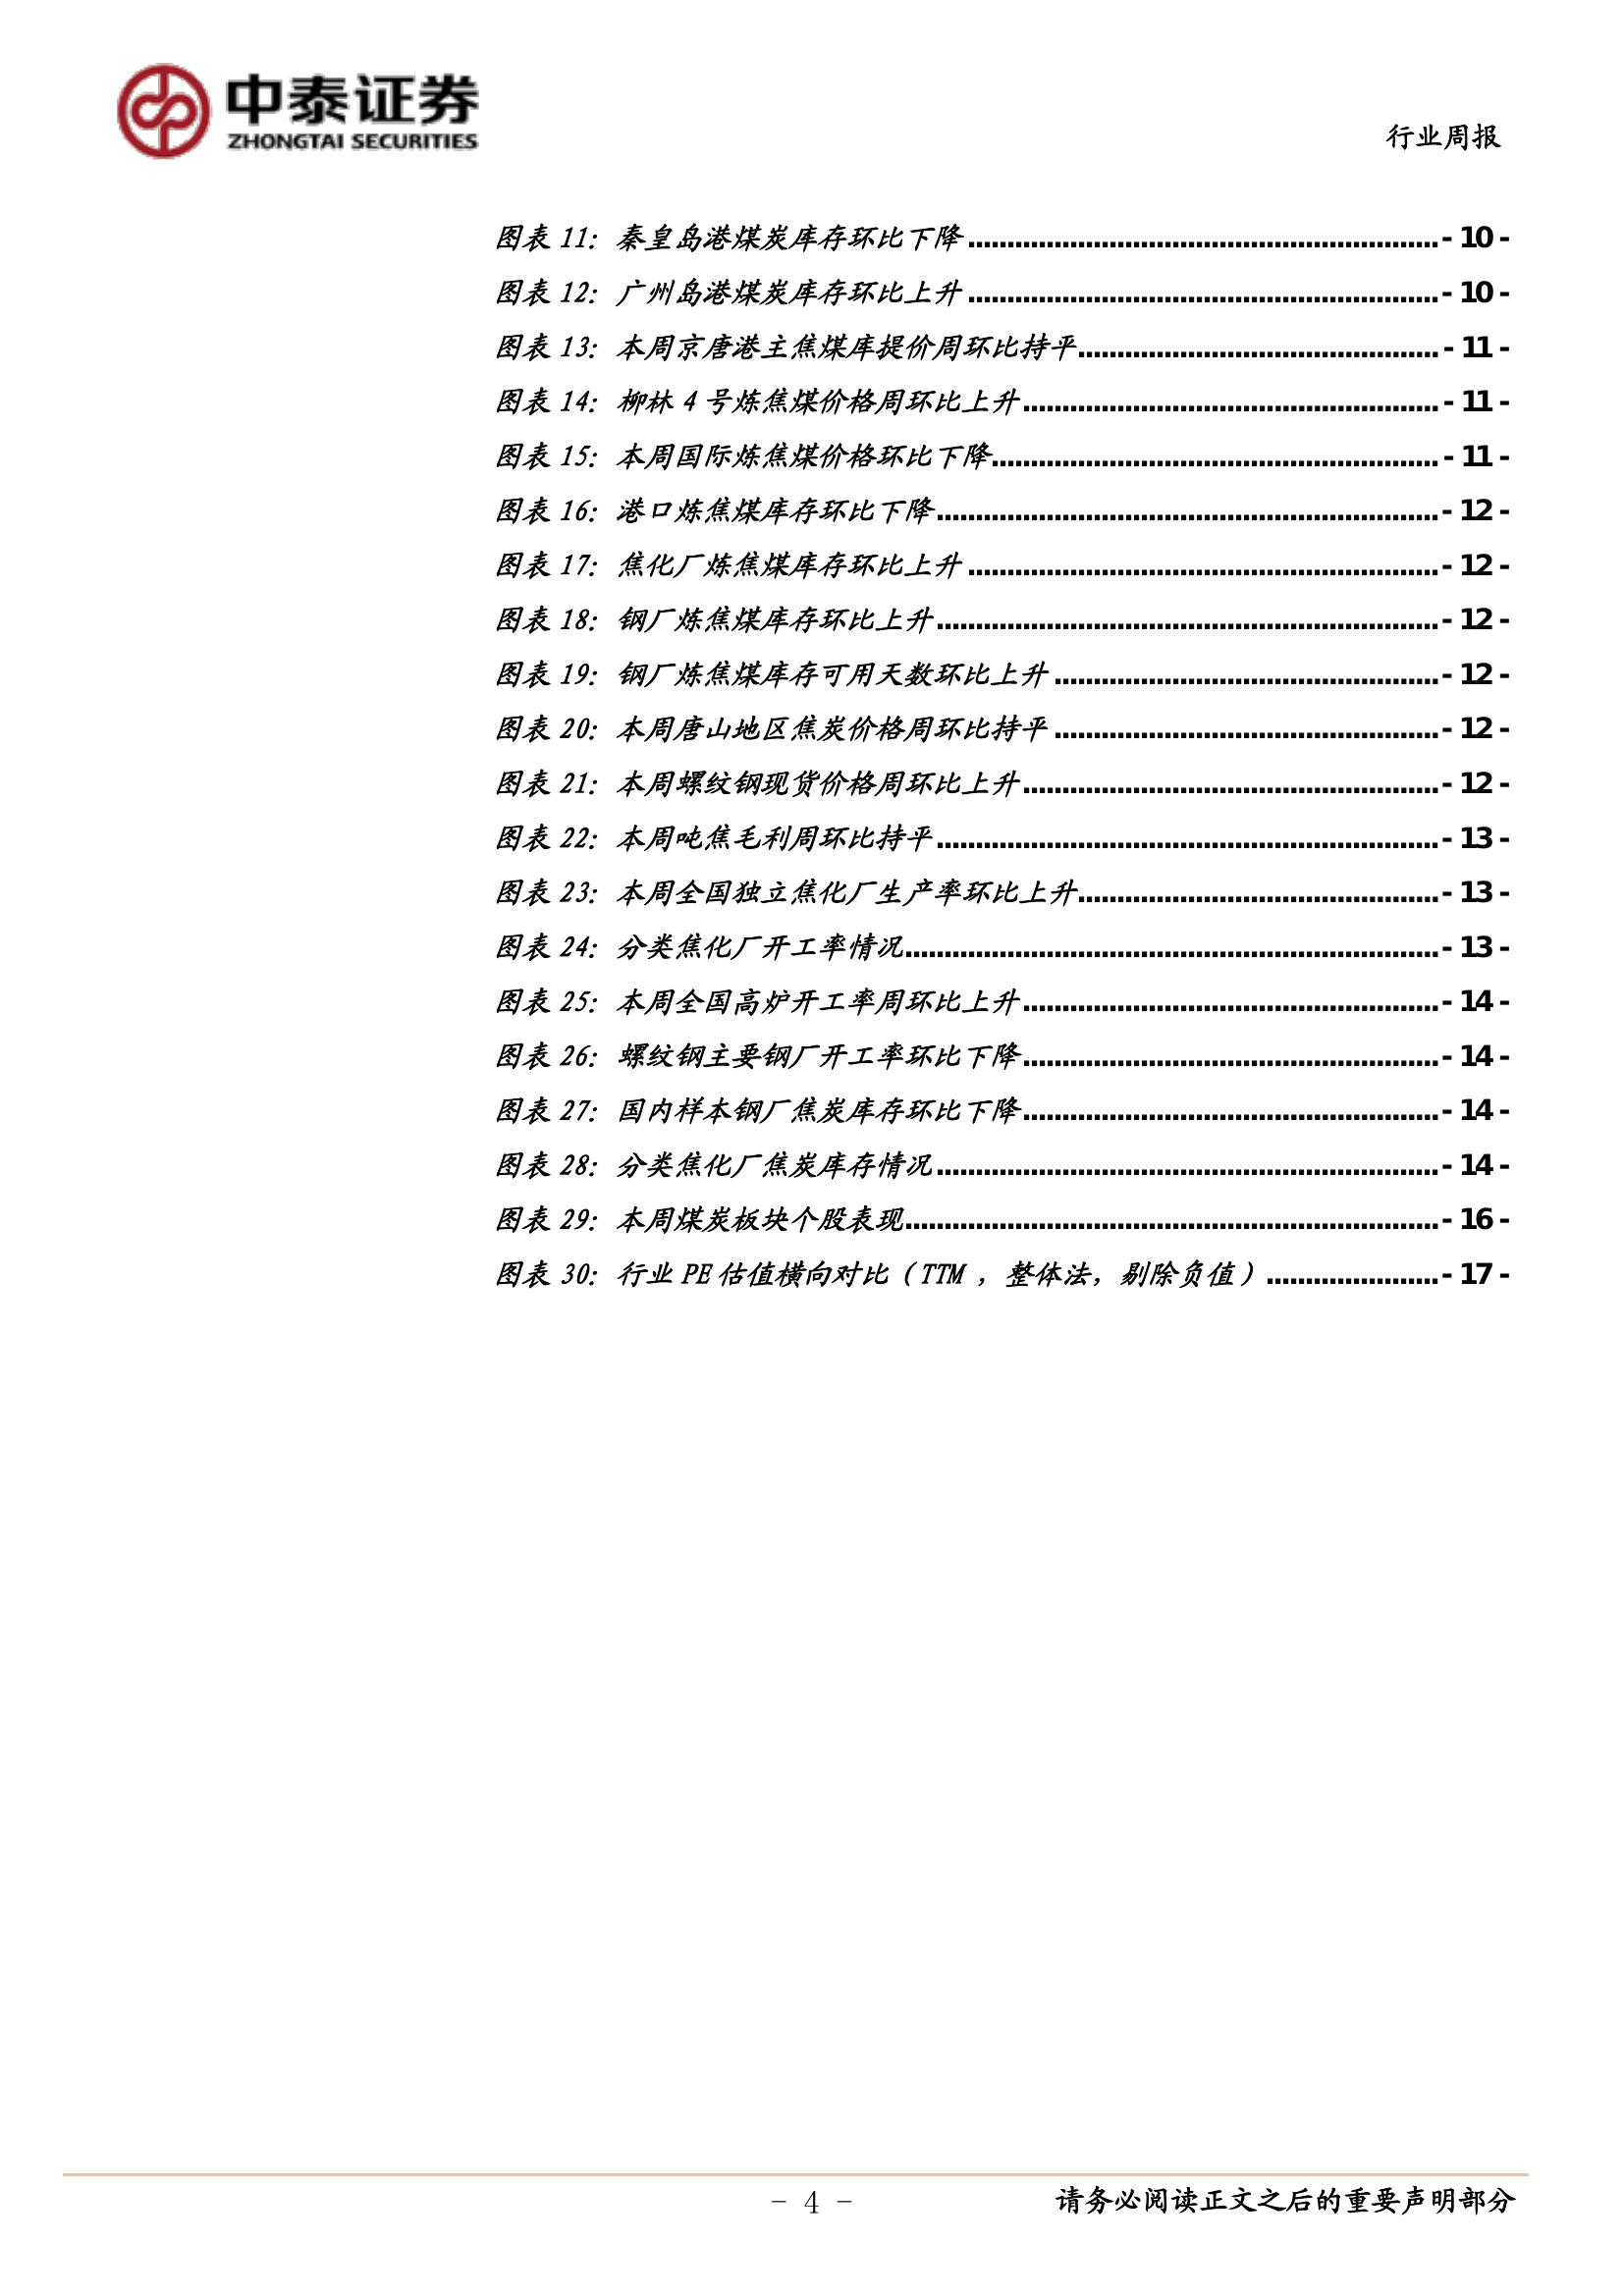 中泰证券
ZHONGTAI SECURITIES
行业周报
图表 11：秦皇岛港煤炭库存环比下降........................................................- 10 -
图表 12：广州岛港煤炭库存环比上升........................................................- 10 -
图表 13：本周京唐港主焦煤库提价周环比持平...........................................- 11 -
图表 14：柳林 4 号炼焦煤价格周环比上升..................................................- 11 -
图表 15：本周国际炼焦煤价格环比下降......................................................- 11 -
图表 16：港口炼焦煤库存环比下降............................................................- 12 -
图表 17：焦化厂炼焦煤库存环比上升........................................................- 12 -
图表 18：钢厂炼焦煤库存环比上升............................................................- 12 -
图表 19：钢厂炼焦煤库存可用天数环比上升..............................................- 12 -
图表 20：本周唐山地区焦炭价格周环比持平..............................................- 12 -
图表 21：本周螺纹钢现货价格周环比上升..................................................- 12 -
图表 22：本周吨焦毛利周环比持平............................................................- 13 -
图表 23：本周全国独立焦化厂生产率环比上升...........................................- 13 -
图表 24：分类焦化厂开工率情况................................................................- 13 -
图表 25：本周全国高炉开工率周环比上升..................................................- 14 -
图表 26：螺纹钢主要钢厂开工率环比下降..................................................- 14 -
图表 27：国内样本钢厂焦炭库存环比下降..................................................- 14 -
图表 28：分类焦化厂焦炭库存情况............................................................- 14 -
图表 29：本周煤炭板块个股表现................................................................- 16 -
图表 30：行业 PE 估值横向对比（TTM ，整体法，剔除负值）......................- 17 -
- 4 -
请务必阅读正文之后的重要声明部分